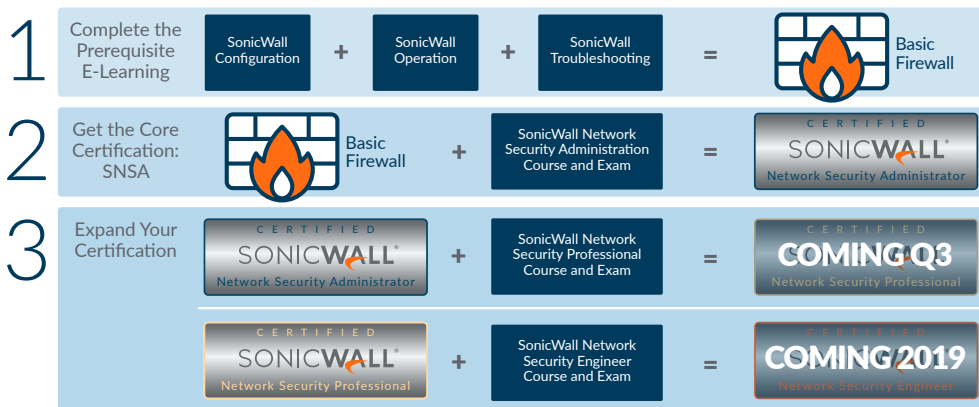 1
Complete the
Prerequisite
E-Learning
SonicWall
Configuration
+
SonicWall
Operation
+
SonicWall
Troubleshooting
=
Basic
Firewall
2
Get the Core
Certification:
SNSA
Basic
Firewall
+
SonicWall Network
Security Administration
Course and Exam
=
CERTIFIED
SONICWALL®
Network Security Administrator
3
Expand Your
Certification
CERTIFIED
SONICWALL®
Network Security Administrator
+
SonicWall Network
Security Professional
Course and Exam
=
CERTIFIED
SONICWALL
COMING Q3
Network Security Professional
CERTIFIED
SONICWALL®
Network Security Professional
+
SonicWall Network
Security Engineer
Course and Exam
=
CERTIFIED
SONICWALL
COMING 2019
Network Security Engineer